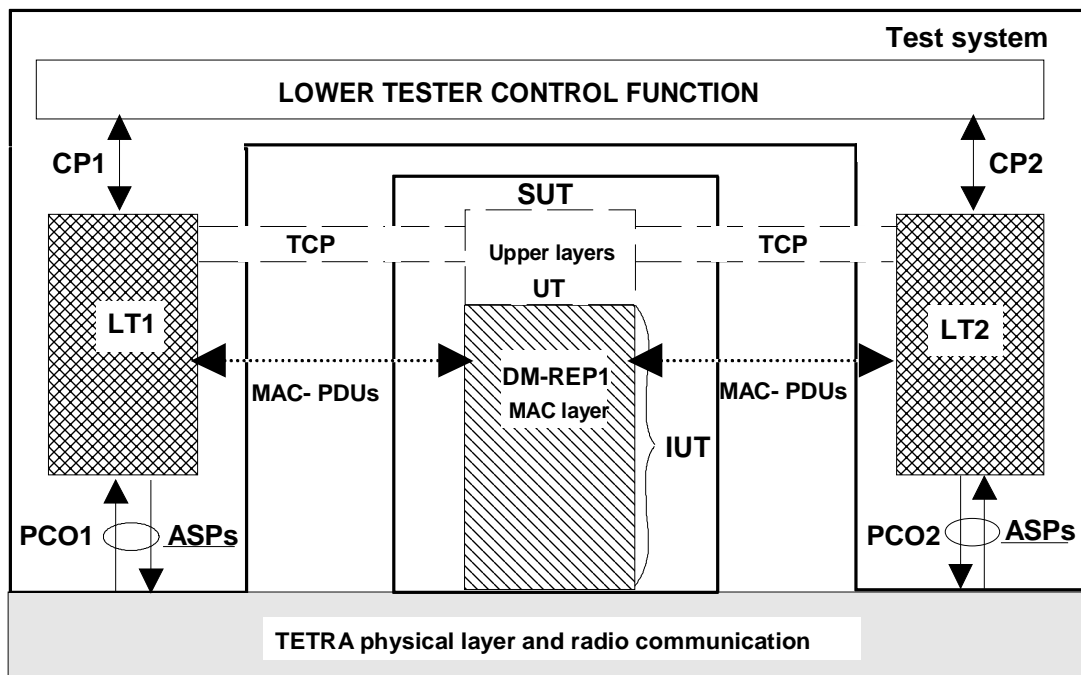 Test system
LOWER TESTER CONTROL FUNCTION
CP1
CP2
SUT
TCP
TCP
Upper layers
UT
LT1
LT2
DM-REP1
MAC layer
MAC- PDUs
MAC- PDUs
IUT
PCO1
ASPs
PCO2
ASPs
TETRA physical layer and radio communication